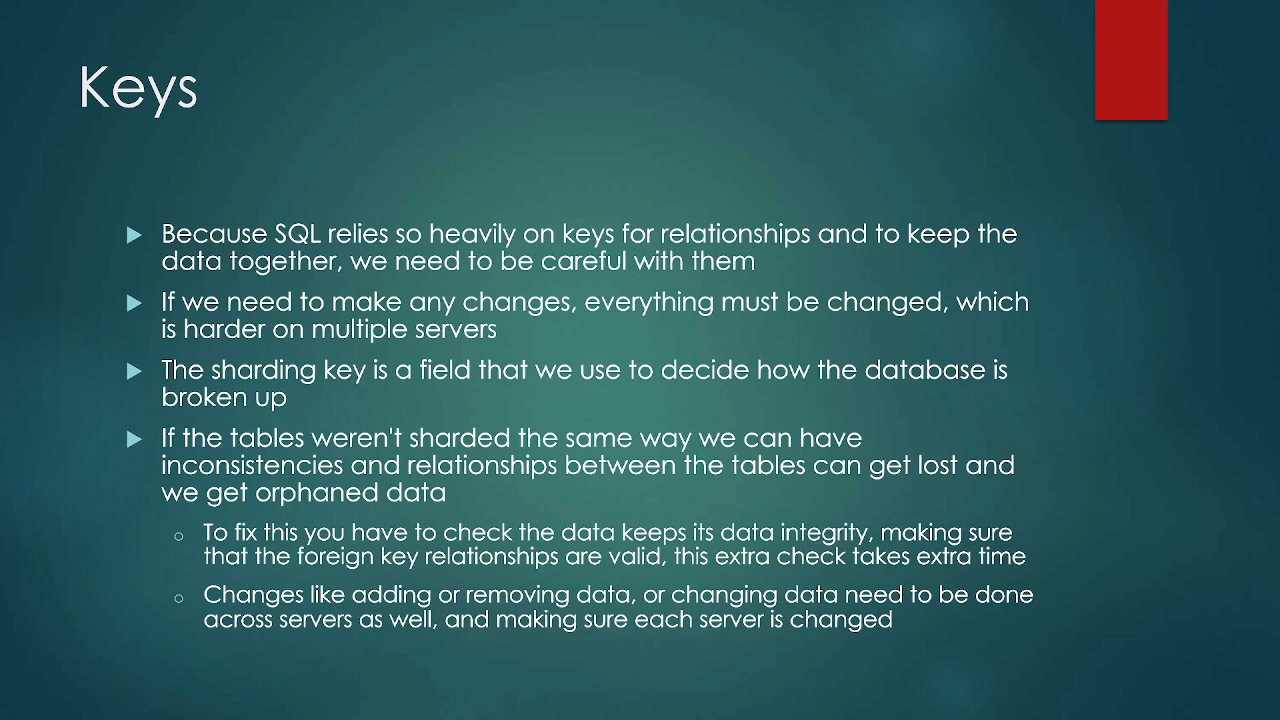 Keys
Because SQL relies so heavily on keys for relationships and to keep the
data together, we need to be careful with them
If we need to make any changes, everything must be changed, which
is harder on multiple servers
The sharding key is a field that we use to decide how the database is
broken up
If the tables weren't sharded the same way we can have
inconsistencies and relationships between the tables can get lost and
we get orphaned data
To fix this you have to check the data keeps its data integrity, making sure
that the foreign key relationships are valid, this extra check takes extra time
Changes like adding or removing data, or changing data need to be done
across servers as well, and making sure each server is changed